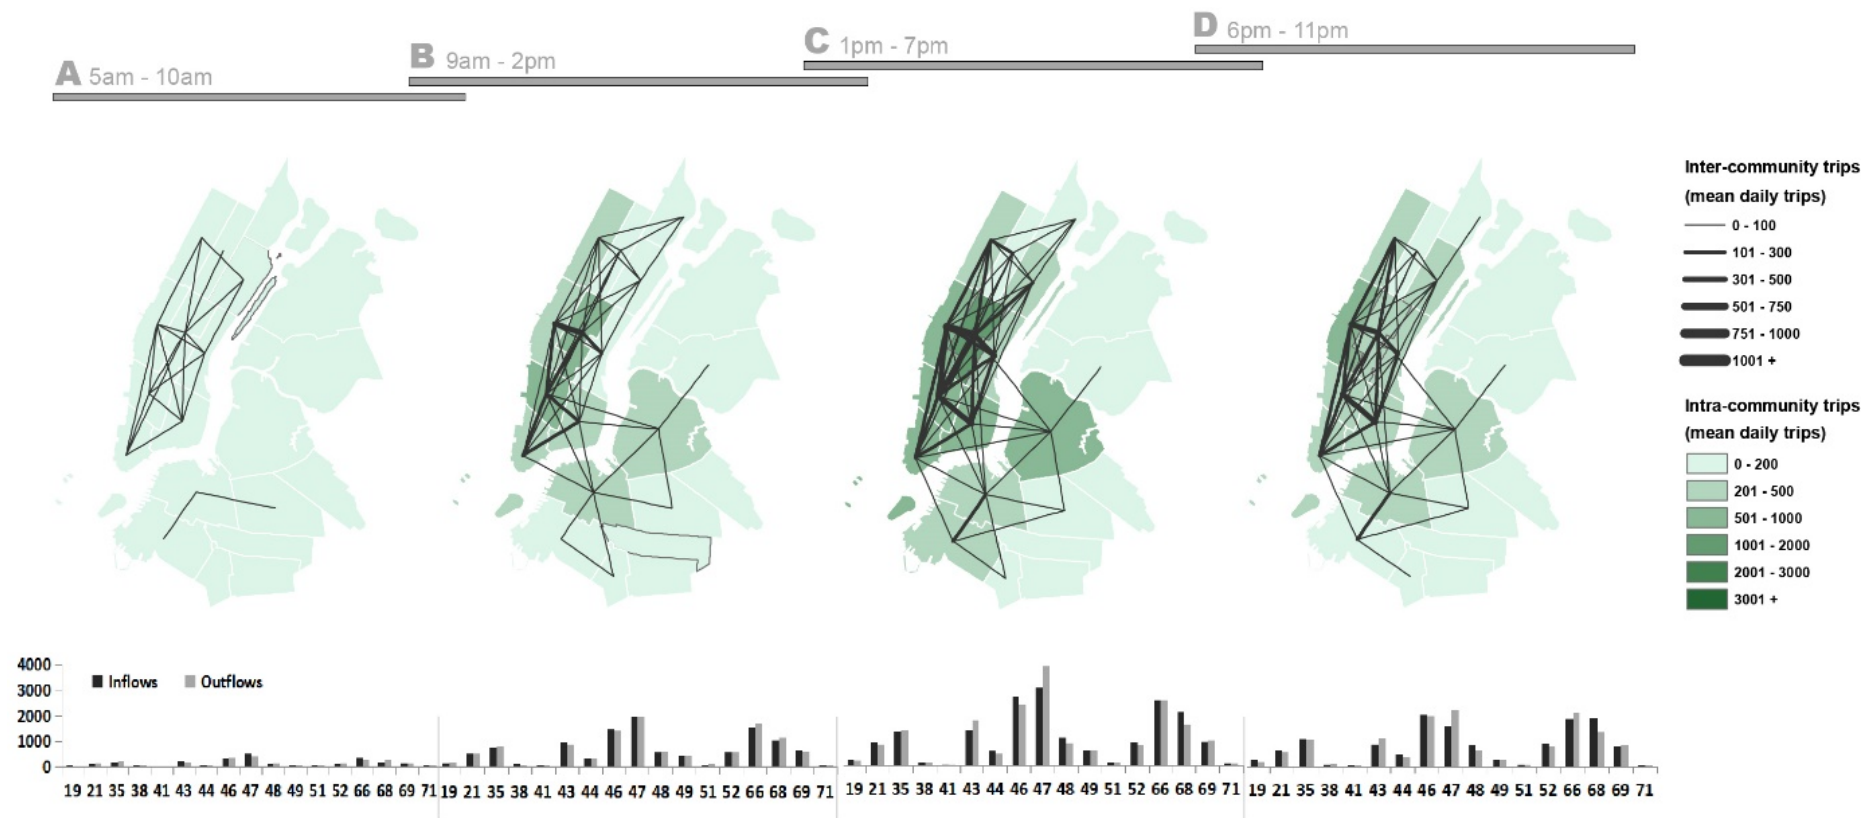 A 5am - 10am
B 9am - 2pm
C 1pm - 7pm
D 6pm - 11pm
Inter-community trips
(mean daily trips)
0 - 100
101 - 300
301 - 500
501 - 750
751 - 1000
1001 +
Intra-community trips
(mean daily trips)
0 - 200
201 - 500
501 - 1000
1001 - 2000
2001 - 3000
3001 +
4000
3000
2000
1000
0
Inflows Outflows
19 21 35 38 41 43 44 46 47 48 49 51 52 66 68 69 71 19 21 35 38 41 43 44 46 47 48 49 51 52 66 68 69 71 19 21 35 38 41 43 44 46 47 48 49 51 52 66 68 69 71 19 21 35 38 41 43 44 46 47 48 49 51 52 66 68 69 71